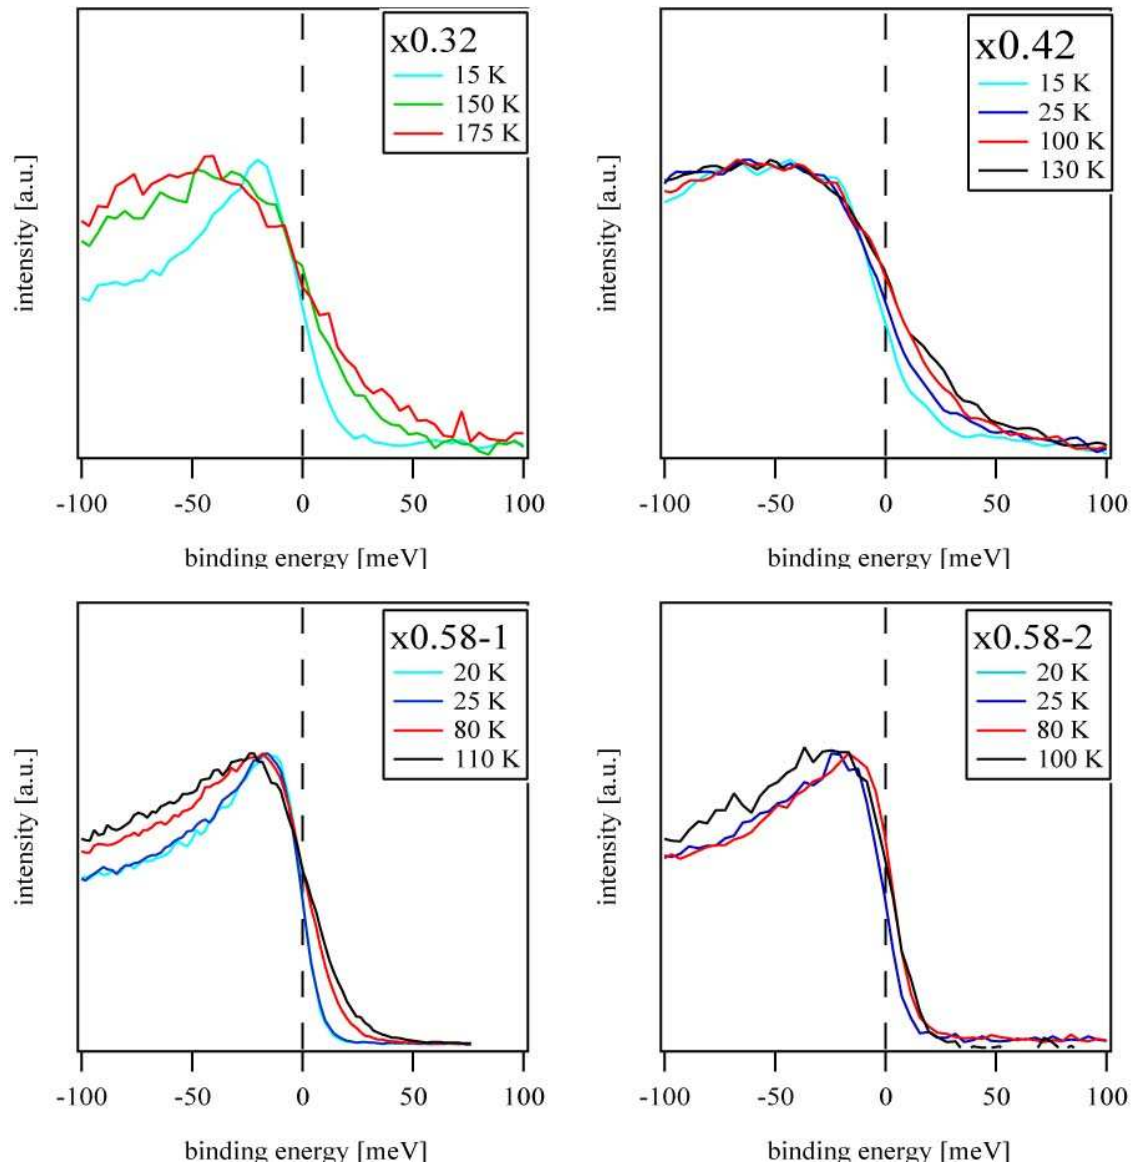 x0.32
15 K
150 K
175 K
intensity [a.u.]
-100 -50 0 50 100
binding energy [meV]
x0.42
15 K
25 K
100 K
130 K
intensity [a.u.]
-100 -50 0 50 100
binding energy [meV]
x0.58-1
20 K
25 K
80 K
110 K
intensity [a.u.]
-100 -50 0 50 100
binding energy [meV]
x0.58-2
20 K
25 K
80 K
100 K
intensity [a.u.]
-100 -50 0 50 100
binding energy [meV]